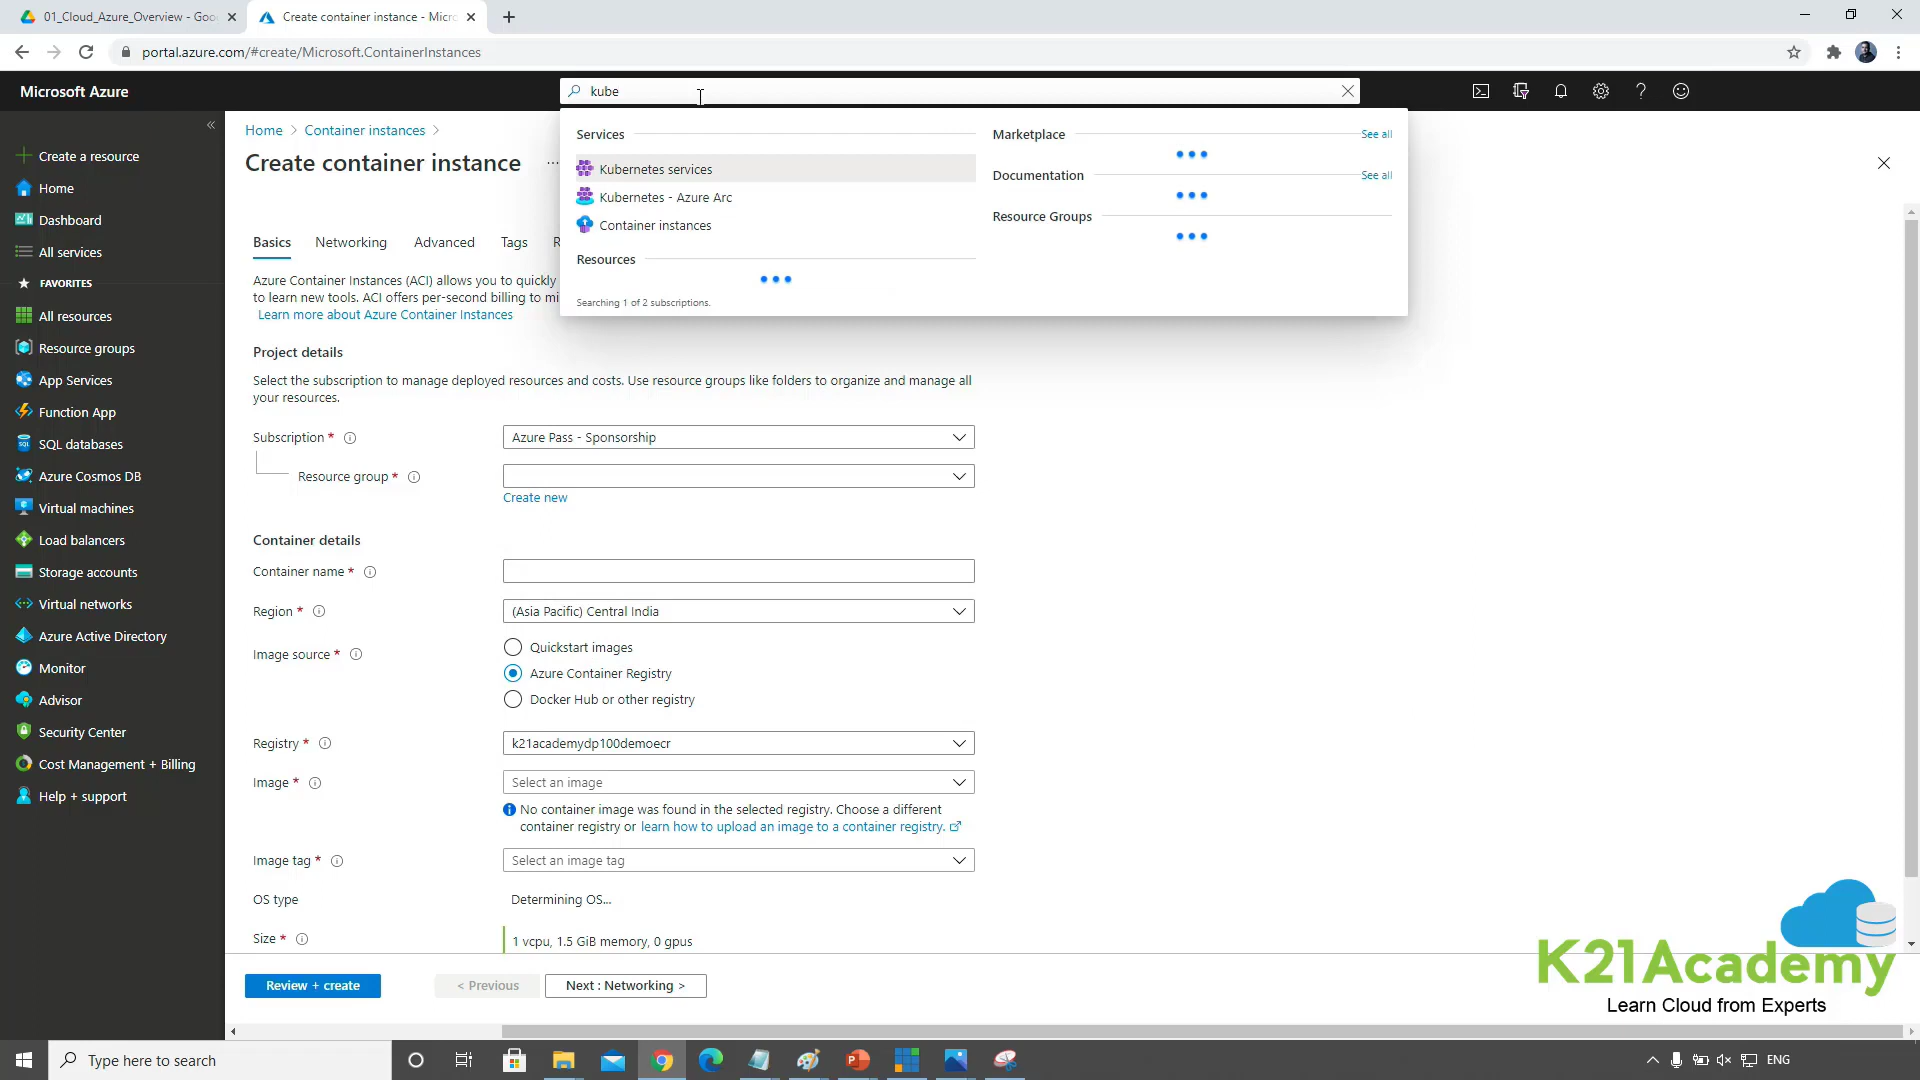 01_Cloud_Azure_Overview - Goo
Create container instance - Micro
portal.azure.com/#create/Microsoft.ContainerInstances
Microsoft Azure
kube
Services
Kubernetes services
Kubernetes - Azure Arc
Container instances
Resources
Searching 1 of 2 subscriptions.
Marketplace
See all
Documentation
See all
Resource Groups
Create a resource
Home
Dashboard
All services
FAVORITES
All resources
Resource groups
App Services
Function App
SQL databases
Azure Cosmos DB
Virtual machines
Load balancers
Storage accounts
Virtual networks
Azure Active Directory
Monitor
Advisor
Security Center
Cost Management + Billing
Help + support
Home > Container instances >
Create container instance ...
Basics Networking Advanced Tags R
Azure Container Instances (ACI) allows you to quickly
to learn new tools. ACI offers per-second billing to mi
Learn more about Azure Container Instances
Project details
Select the subscription to manage deployed resources and costs. Use resource groups like folders to organize and manage all
your resources.
Subscription *
Azure Pass - Sponsorship
Resource group *
Create new
Container details
Container name *
Region *
(Asia Pacific) Central India
Image source *
Quickstart images
Azure Container Registry
Docker Hub or other registry
Registry *
k21academydp100demoecr
Image *
Select an image
No container image was found in the selected registry. Choose a different
container registry or learn how to upload an image to a container registry.
Image tag *
Select an image tag
OS type
Determining OS...
Size *
1 vcpu, 1.5 GiB memory, 0 gpus
Review + create
< Previous
Next : Networking >
K21Academy
Learn Cloud from Experts
Type here to search
ENG